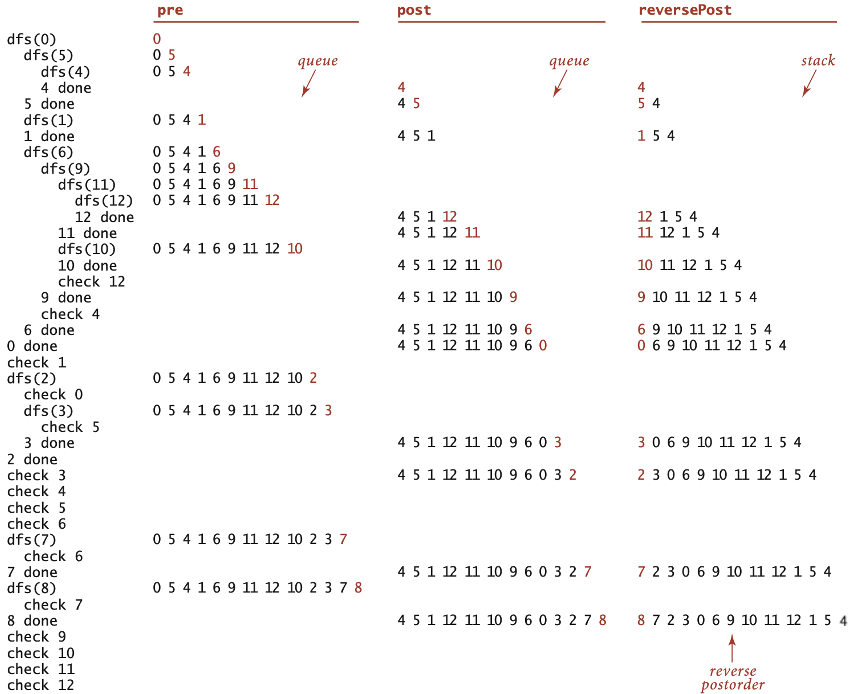 pre post reversePost
dfs(0) 0
dfs(5) 0 5 queue queue stack
dfs(4) 0 5 4
4 done 4 4
5 done 4 5 5 4
dfs(1) 0 5 4 1
1 done 4 5 1 1 5 4
dfs(6) 0 5 4 1 6
dfs(9) 0 5 4 1 6 9
dfs(11) 0 5 4 1 6 9 11
dfs(12) 0 5 4 1 6 9 11 12
12 done 4 5 1 12 12 1 5 4
11 done 4 5 1 12 11 11 12 1 5 4
dfs(10) 0 5 4 1 6 9 11 12 10
10 done 4 5 1 12 11 10 10 11 12 1 5 4
check 12
9 done 4 5 1 12 11 10 9 9 10 11 12 1 5 4
check 4
6 done 4 5 1 12 11 10 9 6 6 9 10 11 12 1 5 4
0 done 4 5 1 12 11 10 9 6 0 0 6 9 10 11 12 1 5 4
check 1
dfs(2) 0 5 4 1 6 9 11 12 10 2
check 0
dfs(3) 0 5 4 1 6 9 11 12 10 2 3
check 5
3 done 4 5 1 12 11 10 9 6 0 3 3 0 6 9 10 11 12 1 5 4
2 done
check 3 4 5 1 12 11 10 9 6 0 3 2 2 3 0 6 9 10 11 12 1 5 4
check 4
check 5
check 6
dfs(7) 0 5 4 1 6 9 11 12 10 2 3 7
check 6
7 done 4 5 1 12 11 10 9 6 0 3 2 7 7 2 3 0 6 9 10 11 12 1 5 4
dfs(8) 0 5 4 1 6 9 11 12 10 2 3 7 8
check 7
8 done 4 5 1 12 11 10 9 6 0 3 2 7 8 8 7 2 3 0 6 9 10 11 12 1 5 4
check 9
check 10
check 11 reverse
check 12 postorder